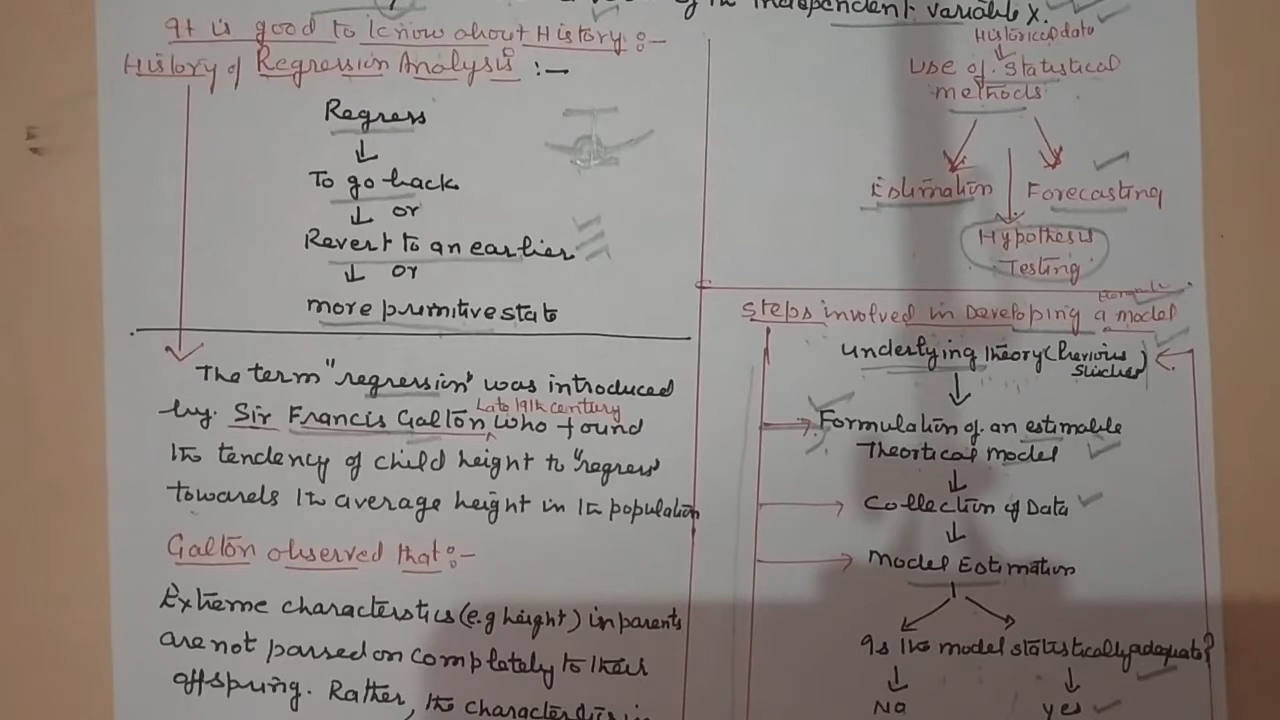 independent variable X.
It is good to know about History :-
History of Regression Analysis :-
Regress
To go back
or
Revert to an earlier
or
more primitive state
The term "regression" was introduced
by Sir Francis Galton, who found
Late 19th century
the tendency of child height to "regress"
towards the average height in the population
Galton observed that :-
Extreme characterstics (e.g height) in parents
are not passed on completely to their
offspring. Rather, the
Historical data
Use of Statistical
methods
Estimation
Forecasting
Hypothesis
Testing
Steps involved in Developing a model
Underlying theory (Previous
Studies)
Formulation of an estimable
Theortical model
Collection of Data
Model Estimation
Is the model statistically adequate?
No
Yes